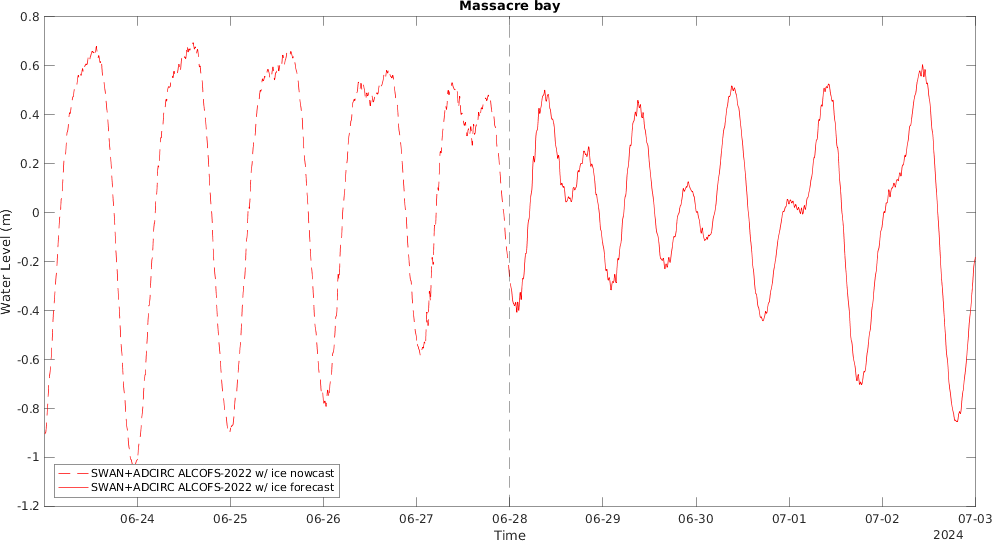 Massacre bay
0.8
0.6
0.4
0.2
0
-0.2
-0.4
-0.6
-0.8
-1
-1.2
Water Level (m)
SWAN+ADCIRC ALCOFS-2022 w/ ice nowcast
SWAN+ADCIRC ALCOFS-2022 w/ ice forecast
06-24 06-25 06-26 06-27 06-28 06-29 06-30 07-01 07-02 07-03
Time
2024